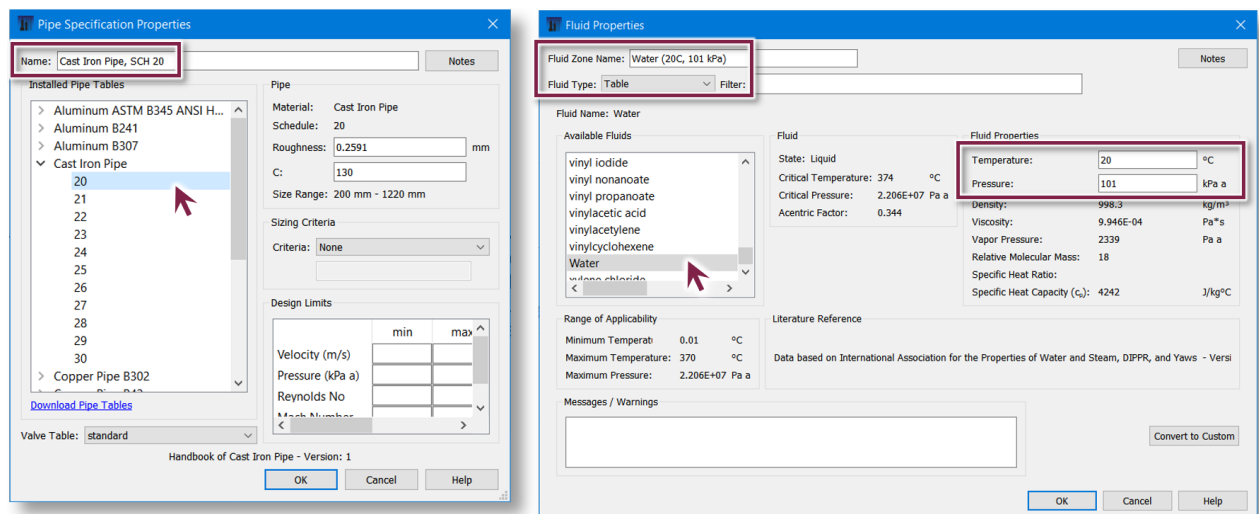 Pipe Specification Properties
Name: Cast Iron Pipe, SCH 20
Notes
Installed Pipe Tables
Aluminum ASTM B345 ANSI H...
Aluminum B241
Aluminum B307
Cast Iron Pipe
20
21
22
23
24
25
26
27
28
29
30
Copper Pipe B302
Download Pipe Tables
Valve Table: standard
Pipe
Material: Cast Iron Pipe
Schedule: 20
Roughness: 0.2591 mm
C: 130
Size Range: 200 mm - 1220 mm
Sizing Criteria
Criteria: None
Design Limits
min max
Velocity (m/s)
Pressure (kPa a)
Reynolds No
Mach Number
Handbook of Cast Iron Pipe - Version: 1
OK Cancel Help
Fluid Properties
Fluid Zone Name: Water (20C, 101 kPa)
Notes
Fluid Type: Table Filter:
Fluid Name: Water
Available Fluids
vinyl iodide
vinyl nonanoate
vinyl propanoate
vinylacetic acid
vinylacetylene
vinylcyclohexene
Water
xylene chloride
Fluid
State: Liquid
Critical Temperature: 374 °C
Critical Pressure: 2.206E+07 Pa a
Acentric Factor: 0.344
Fluid Properties
Temperature: 20 °C
Pressure: 101 kPa a
Density: 998.3 kg/m³
Viscosity: 9.946E-04 Pa*s
Vapor Pressure: 2339 Pa a
Relative Molecular Mass: 18
Specific Heat Ratio:
Specific Heat Capacity (cₚ): 4242 J/kg°C
Range of Applicability
Minimum Temperat 0.01 °C
Maximum Temperature: 370 °C
Maximum Pressure: 2.206E+07 Pa a
Literature Reference
Data based on International Association for the Properties of Water and Steam, DIPPR, and Yaws - Versi
Messages / Warnings
Convert to Custom
OK Cancel Help